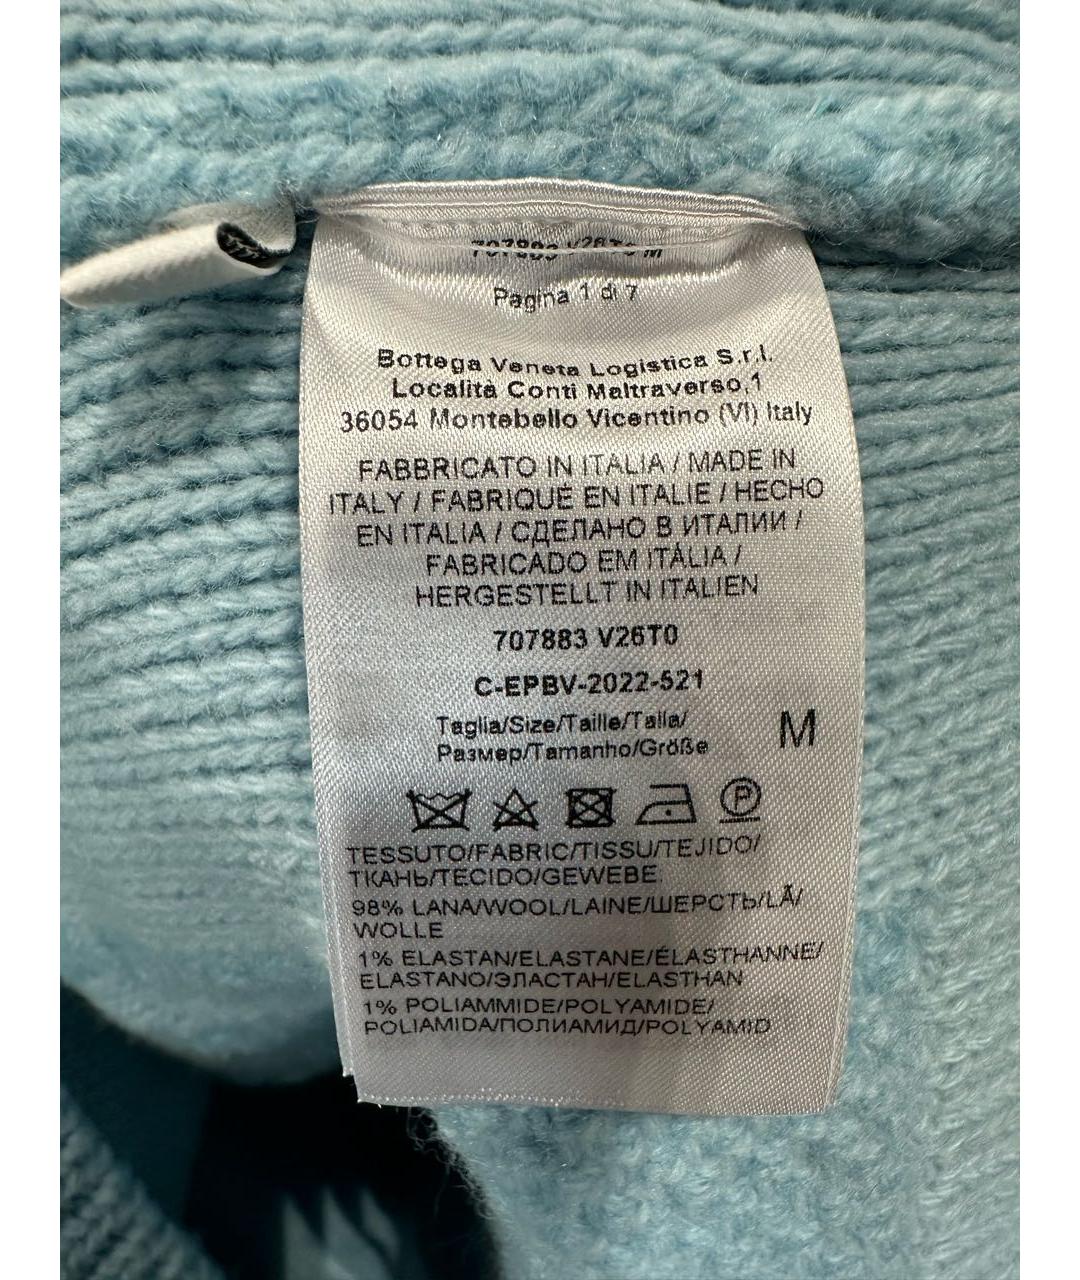 707883 V26T0 M
Pagina 1 di 7
Bottega Veneta Logistica S.r.l.
Località Conti Maltraverso,1
36054 Montebello Vicentino (VI) Italy
FABBRICATO IN ITALIA / MADE IN
ITALY / FABRIQUÉ EN ITALIE / HECHO
EN ITALIA / СДЕЛАНО В ИТАЛИИ /
FABRICADO EM ITÁLIA /
HERGESTELLT IN ITALIEN
707883 V26T0
C-EPBV-2022-521
Taglia/Size/Taille/Talla/
Размер/Tamanho/Größe M
P
TESSUTO/FABRIC/TISSU/TEJIDO/
ТКАНЬ/TECIDO/GEWEBE:
98% LANA/WOOL/LAINE/ШЕРСТЬ/LÃ/
WOLLE
1% ELASTAN/ELASTANE/ÉLASTHANNE/
ELASTANO/ЭЛАСТАН/ELASTHAN
1% POLIAMMIDE/POLYAMIDE/
POLIAMIDA/ПОЛИАМИД/POLYAMID